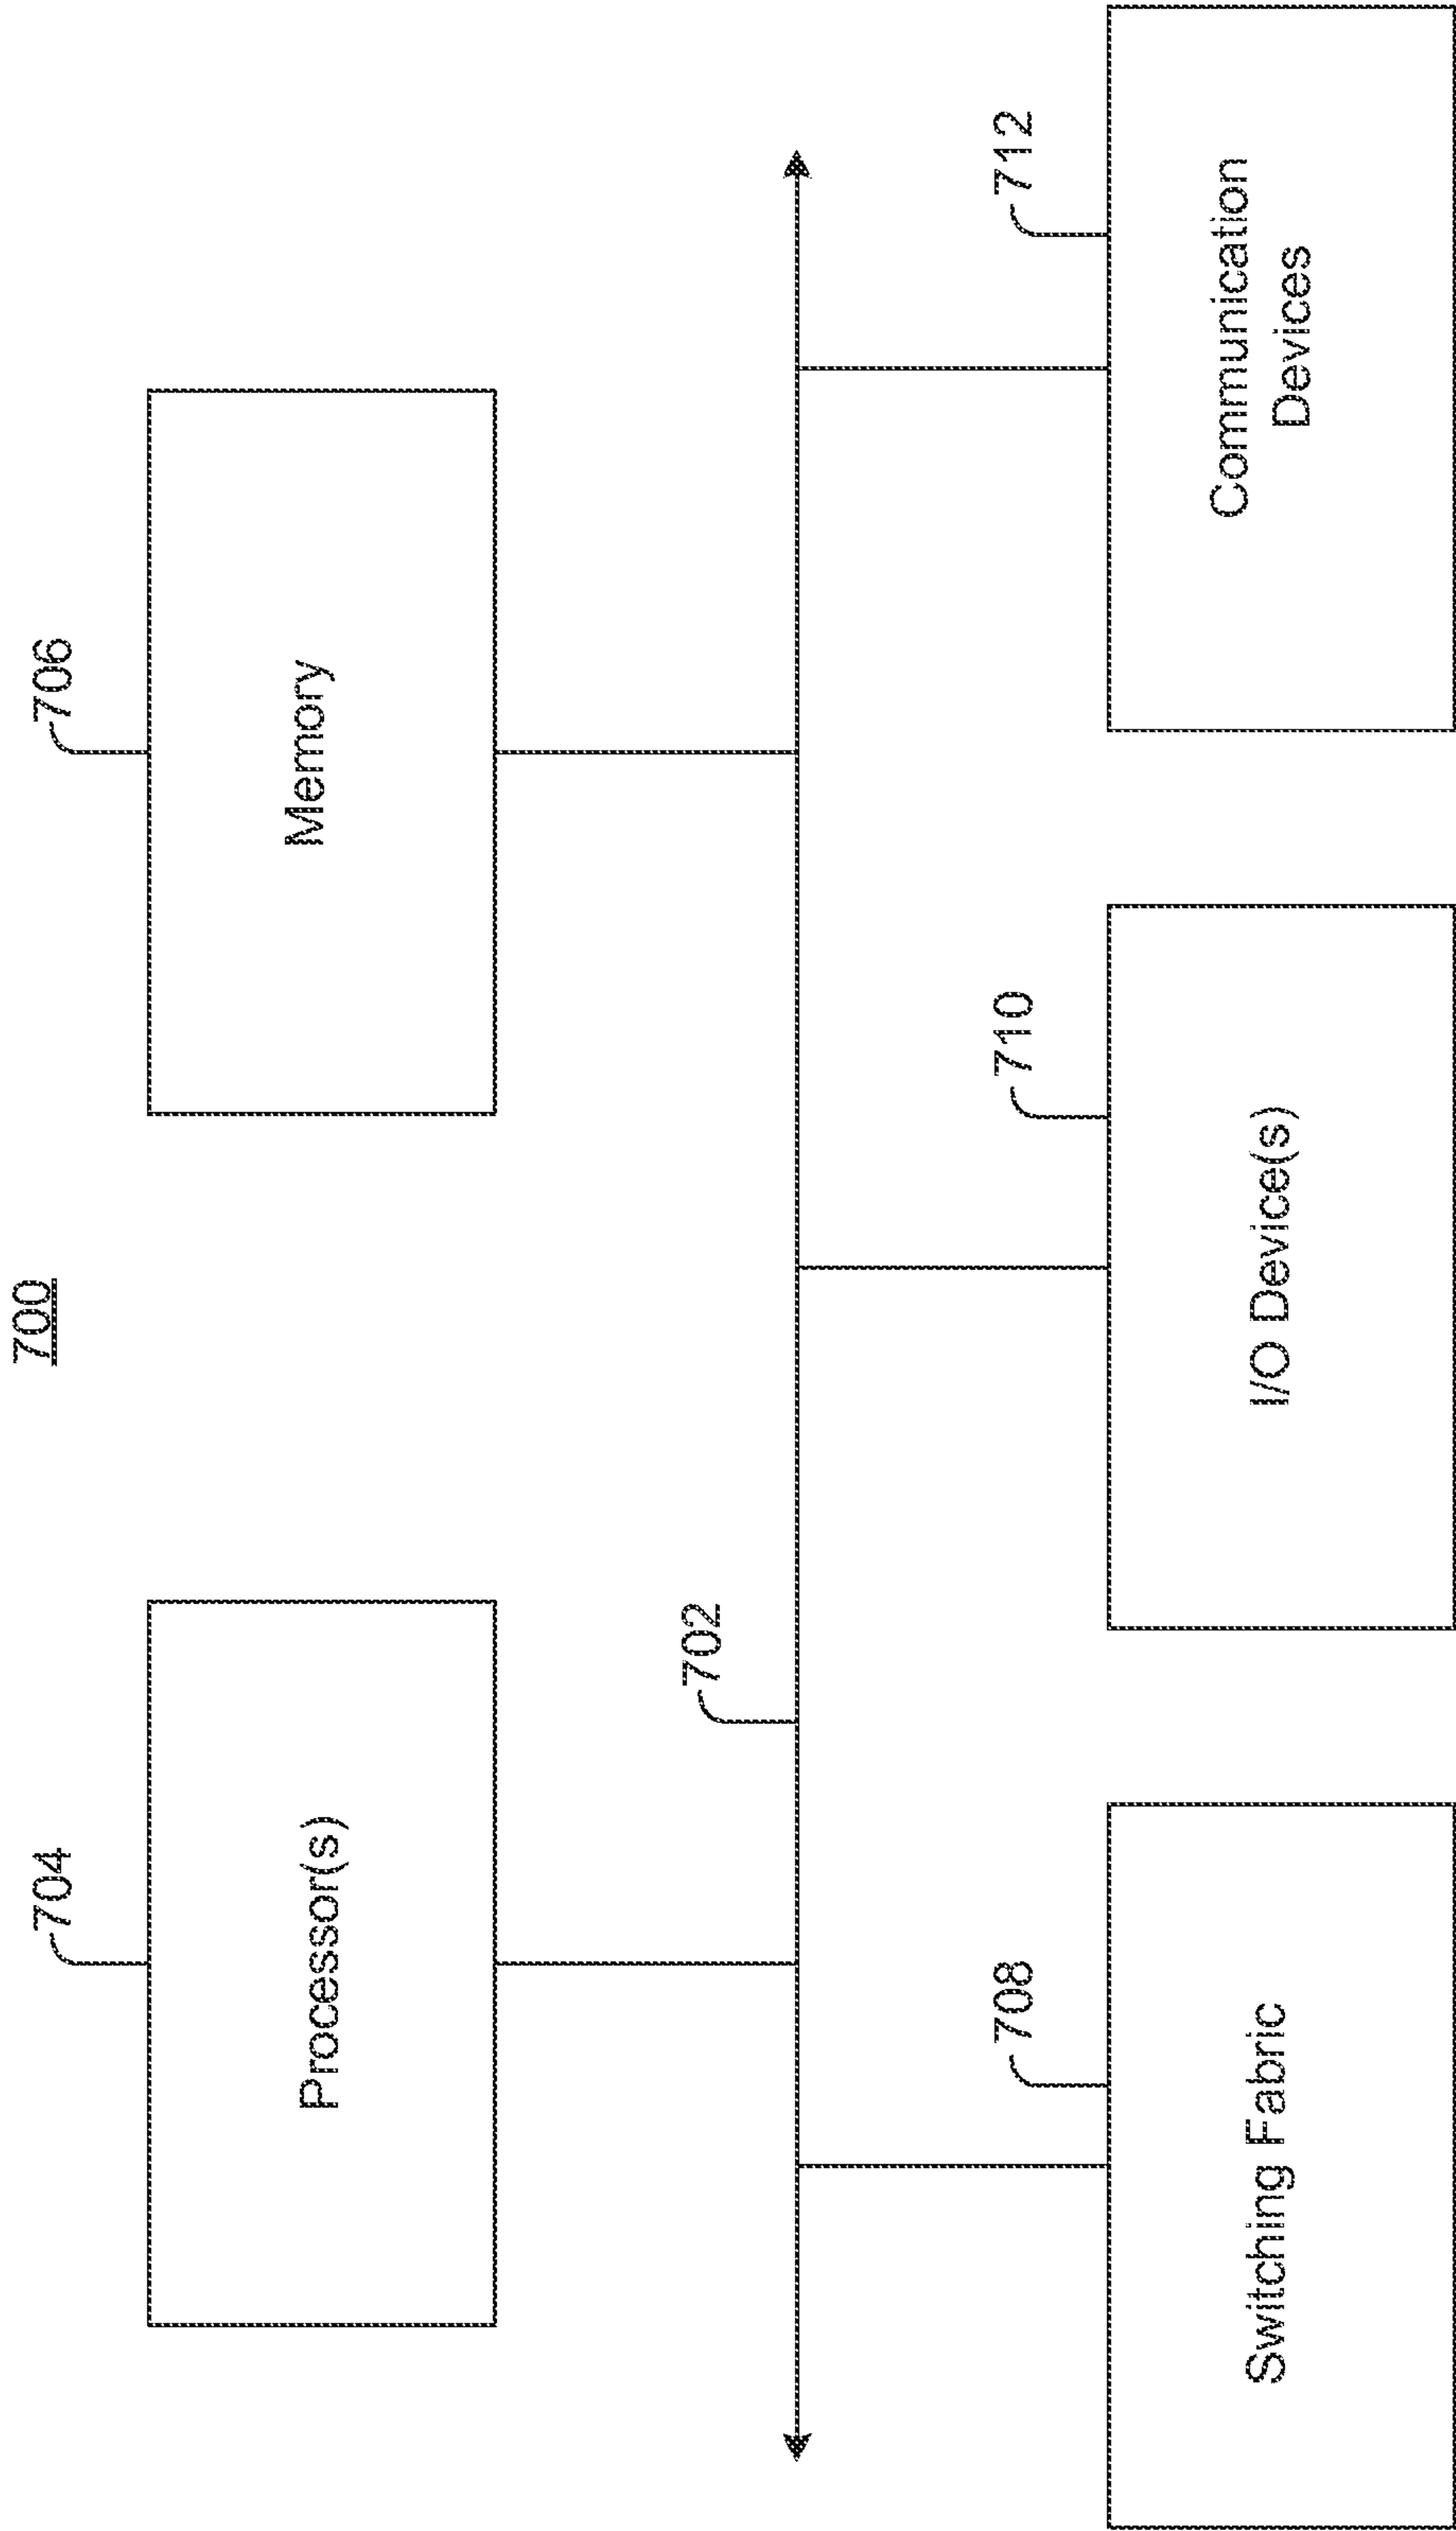 700
704
706
Processor(s)
Memory
702
708
710
712
Switching Fabric
I/O Device(s)
Communication
Devices